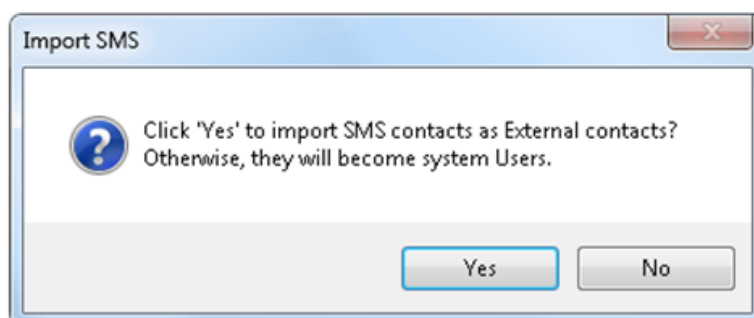 Import SMS
Click 'Yes' to import SMS contacts as External contacts?
Otherwise, they will become system Users.
Yes
No